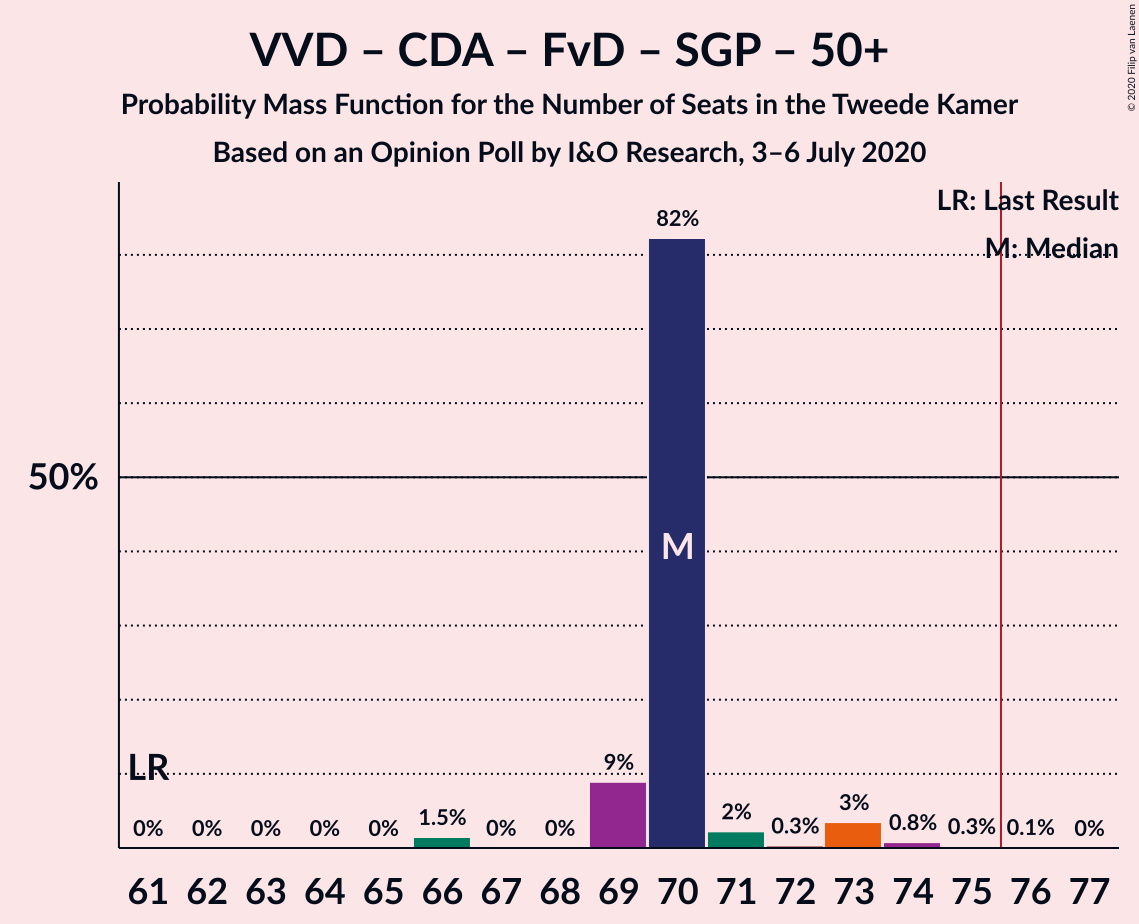 VVD – CDA – FvD – SGP – 50+
Probability Mass Function for the Number of Seats in the Tweede Kamer
Based on an Opinion Poll by I&O Research, 3–6 July 2020
© 2020 Filip van Laenen
LR: Last Result
M: Median
82%
50%
M
LR
9%
3%
2%
1.5%
0.8%
0.3%
0.3%
0.1%
0% 0% 0% 0% 0% 0% 0% 0%
61 62 63 64 65 66 67 68 69 70 71 72 73 74 75 76 77